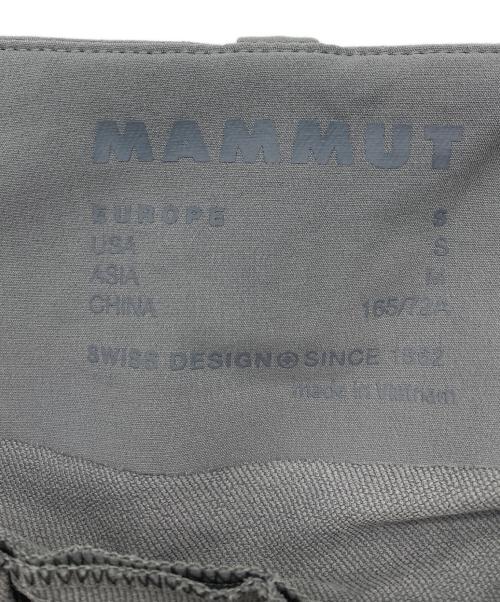 MAMMUT
EUROPE S
USA S
ASIA M
CHINA 165/72A
SWISS DESIGN SINCE 1862
made in Vietnam